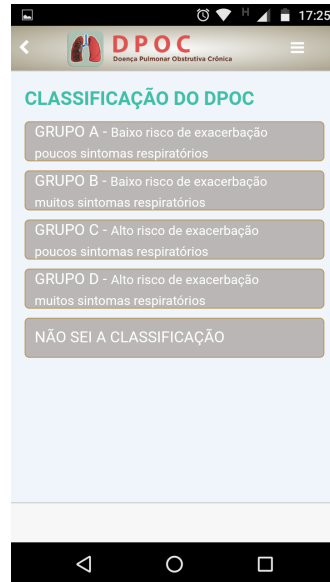 H 17:25
DPOC
Doença Pulmonar Obstrutiva Crônica
CLASSIFICAÇÃO DO DPOC
GRUPO A - Baixo risco de exacerbação
poucos sintomas respiratórios
GRUPO B - Baixo risco de exacerbação
muitos sintomas respiratórios
GRUPO C - Alto risco de exacerbação
poucos sintomas respiratórios
GRUPO D - Alto risco de exacerbação
muitos sintomas respiratórios
NÃO SEI A CLASSIFICAÇÃO